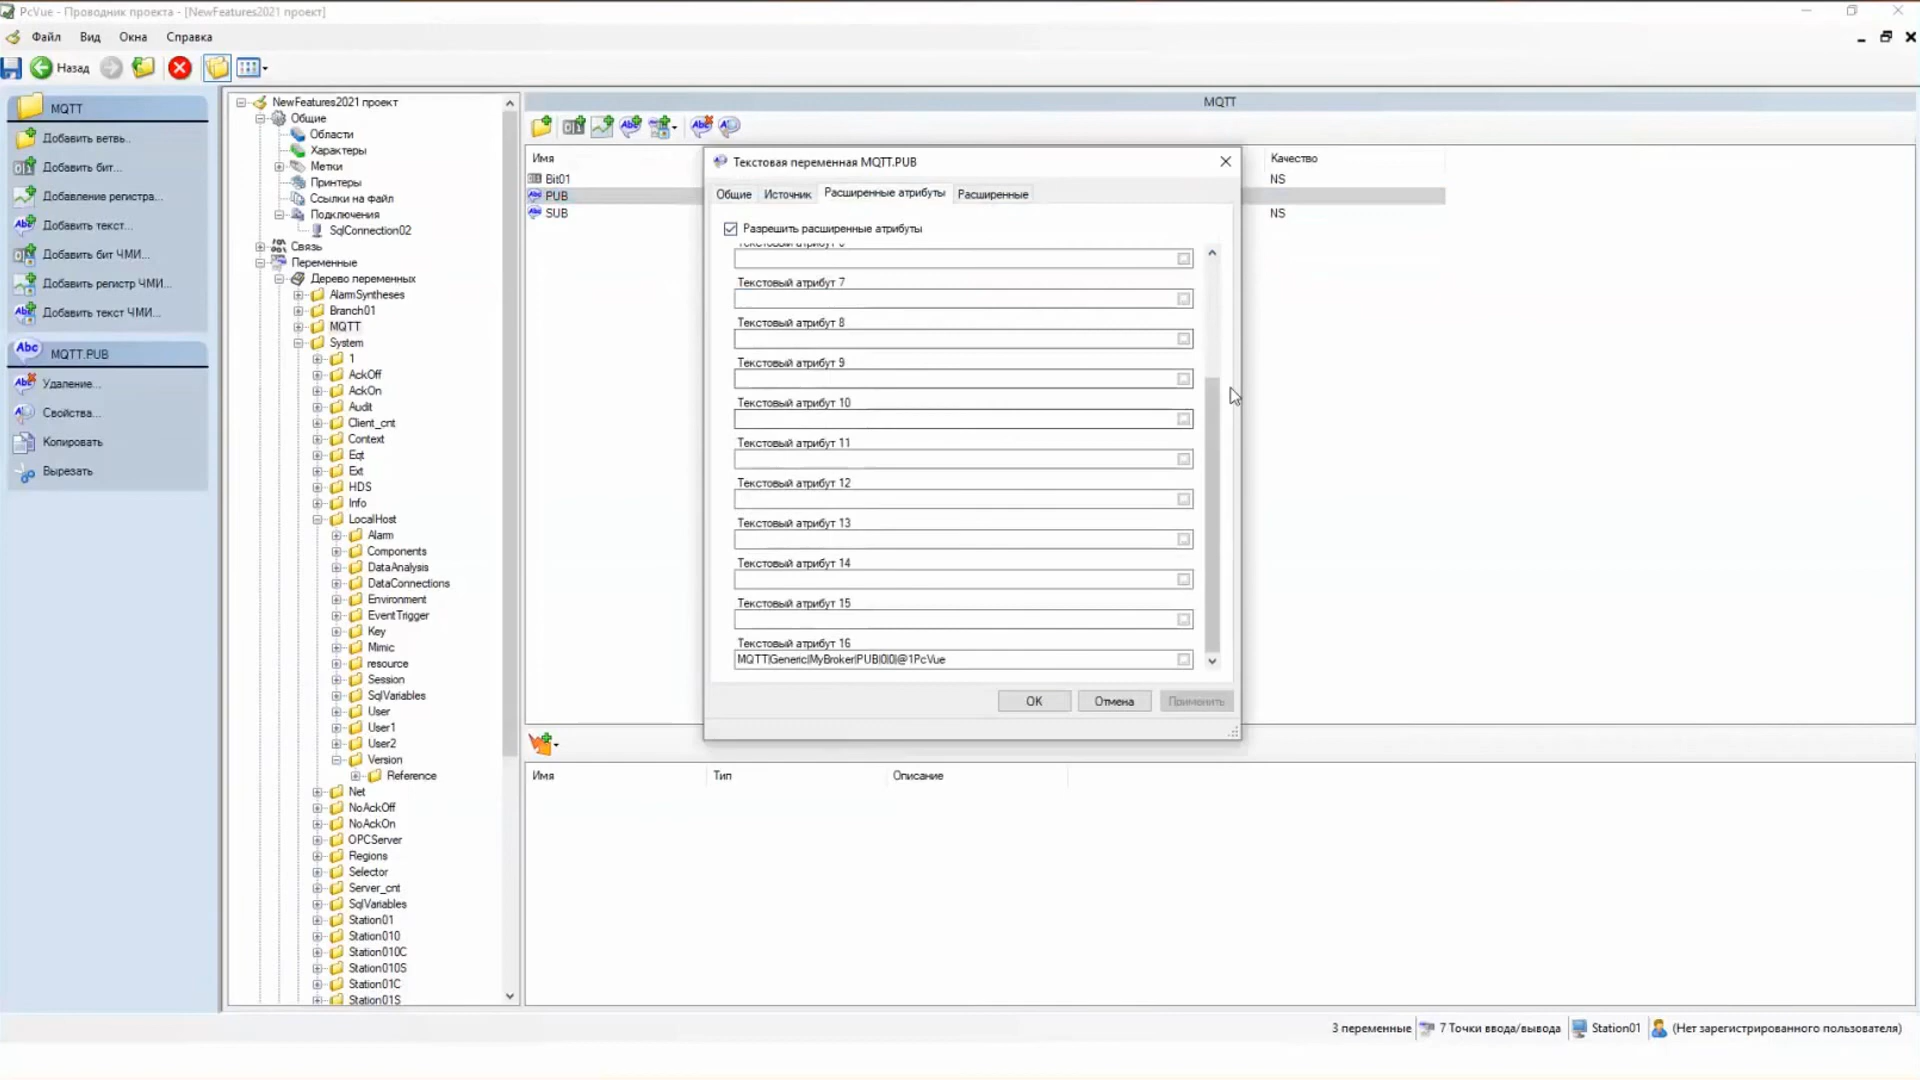 PcVue - Проводник проекта - [NewFeatures2021 проект]
Файл Вид Окна Справка
Назад
MQTT
Добавить ветвь..
Добавить бит...
Добавление регистра...
Добавить текст...
Добавить бит ЧМИ...
Добавить регистр ЧМИ...
Добавить текст ЧМИ...
Abc MQTT.PUB
Удаление...
Свойства...
Копировать
Вырезать
NewFeatures2021 проект
Общие
Области
Характеры
Метки
Принтеры
Ссылки на файл
Подключения
SqlConnection02
Связь
Переменные
Дерево переменных
AlarmSyntheses
Branch01
MQTT
System
1
AckOff
AckOn
Audit
Client_cnt
Context
Eqt
Ext
HDS
Info
LocalHost
Alarm
Components
DataAnalysis
DataConnections
Environment
EventTrigger
Key
Mimic
resource
Session
SqlVariables
User
User1
User2
Version
Reference
Net
NoAckOff
NoAckOn
OPCServer
Regions
Selector
Server_cnt
SqlVariables
Station01
Station010
Station010C
Station010S
Station01C
Station01S
MQTT
Имя
Качество
Bit01
NS
PUB
SUB
NS
Текстовая переменная MQTT.PUB
Общие Источник Расширенные атрибуты Расширенные
Разрешить расширенные атрибуты
Текстовый атрибут 6
Текстовый атрибут 7
Текстовый атрибут 8
Текстовый атрибут 9
Текстовый атрибут 10
Текстовый атрибут 11
Текстовый атрибут 12
Текстовый атрибут 13
Текстовый атрибут 14
Текстовый атрибут 15
Текстовый атрибут 16
MQTT|Generic|MyBroker|PUB|0|0|@1PcVue
OK Отмена Применить
Имя Тип Описание
3 переменные 7 Точки ввода/вывода Station01 (Нет зарегистрированного пользователя)